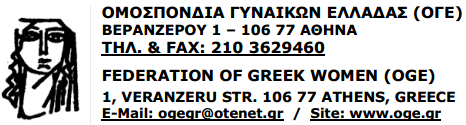 ΟΜΟΣΠΟΝΔΙΑ ΓΥΝΑΙΚΩΝ ΕΛΛΑΔΑΣ (ΟΓΕ)
ΒΕΡΑΝΖΕΡΟΥ 1 – 106 77 ΑΘΗΝΑ
ΤΗΛ. & FAX: 210 3629460
FEDERATION OF GREEK WOMEN (OGE)
1, VERANZERU STR. 106 77 ATHENS, GREECE
E-Mail: ogegr@otenet.gr / Site: www.oge.gr